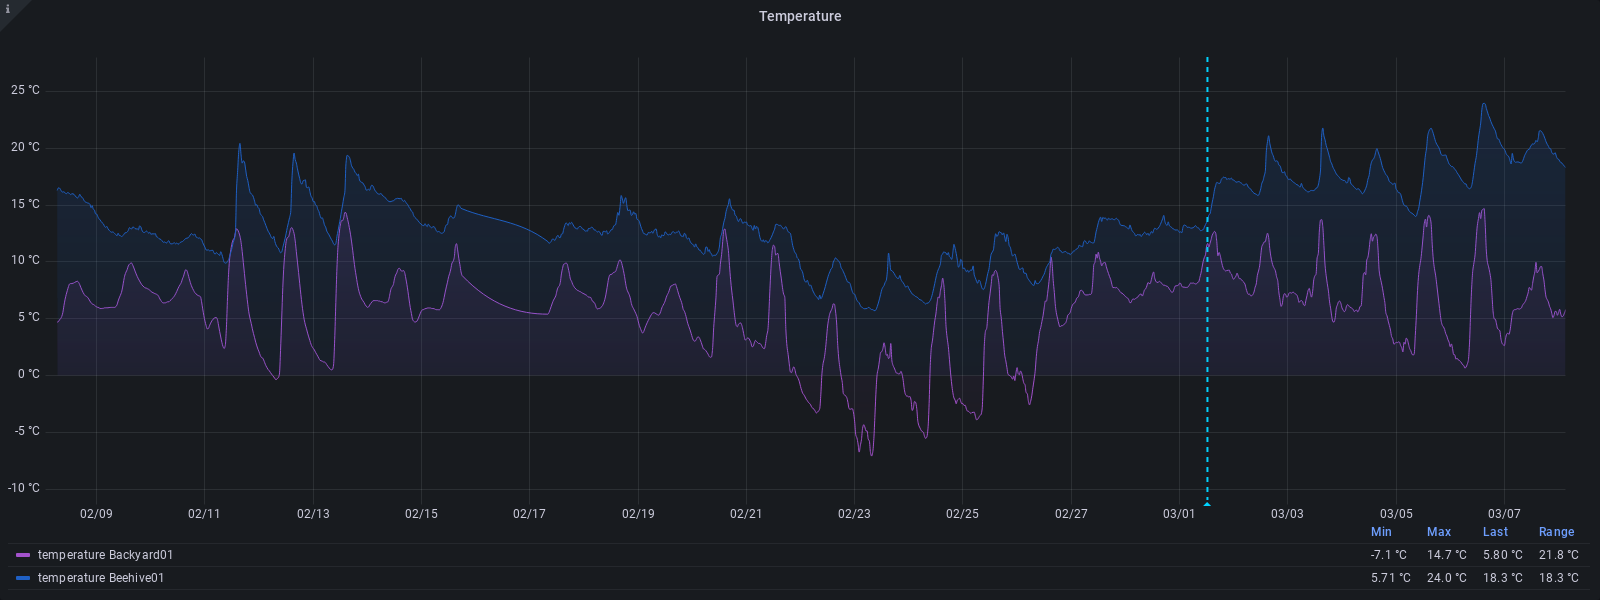 i
Temperature
25 °C
20 °C
15 °C
10 °C
5 °C
0 °C
-5 °C
-10 °C
02/09 02/11 02/13 02/15 02/17 02/19 02/21 02/23 02/25 02/27 03/01 03/03 03/05 03/07
Min Max Last Range
temperature Backyard01 -7.1 °C 14.7 °C 5.80 °C 21.8 °C
temperature Beehive01 5.71 °C 24.0 °C 18.3 °C 18.3 °C